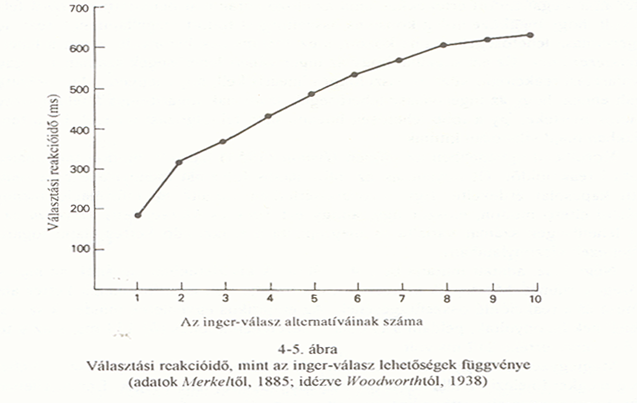 700
600
500
400
300
200
100
Választási reakcióidő (ms)
1 2 3 4 5 6 7 8 9 10
Az inger-válasz alternatíváinak száma
4-5. ábra
Választási reakcióidő, mint az inger-válasz lehetőségek függvénye
(adatok Merkeltől, 1885; idézve Woodworthtól, 1938)